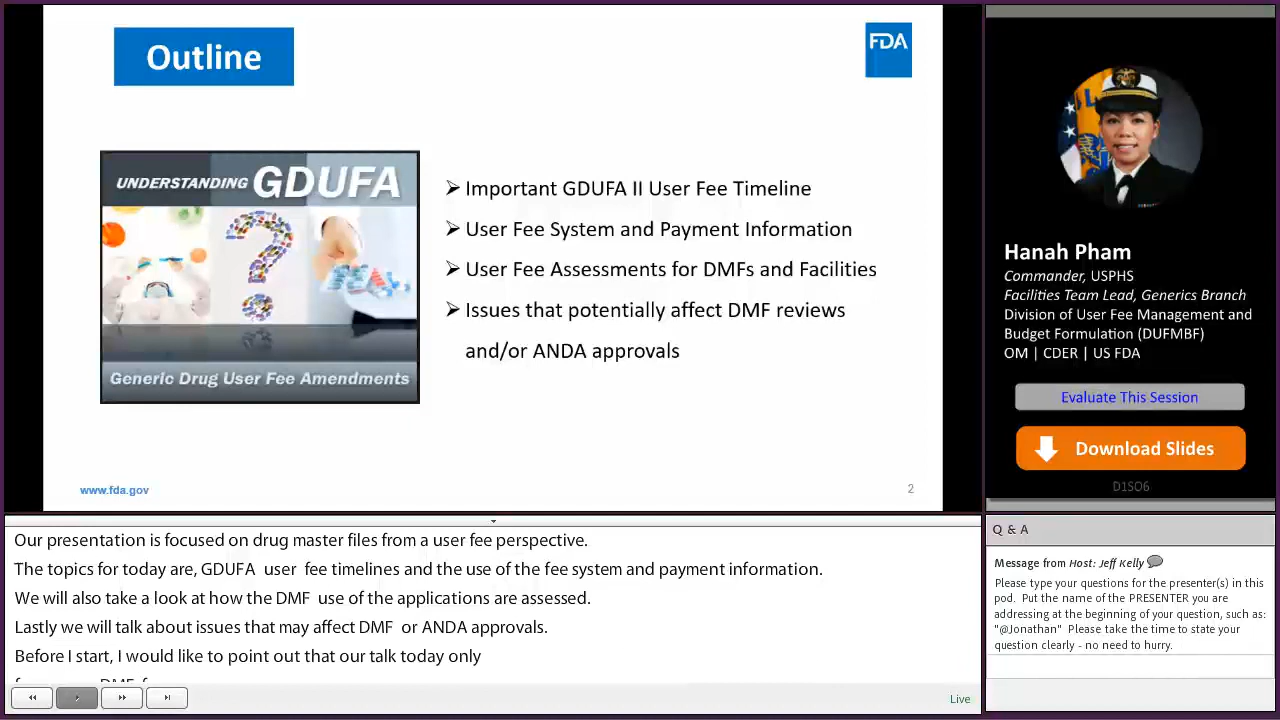 Outline
FDA
UNDERSTANDING GDUFA
Generic Drug User Fee Amendments
➢ Important GDUFA II User Fee Timeline
➢ User Fee System and Payment Information
➢ User Fee Assessments for DMFs and Facilities
➢ Issues that potentially affect DMF reviews
and/or ANDA approvals
www.fda.gov
2
Hanah Pham
Commander, USPHS
Facilities Team Lead, Generics Branch
Division of User Fee Management and
Budget Formulation (DUFMBF)
OM | CDER | US FDA
Evaluate This Session
Download Slides
D1SO6
Our presentation is focused on drug master files from a user fee perspective.
The topics for today are, GDUFA user fee timelines and the use of the fee system and payment information.
We will also take a look at how the DMF use of the applications are assessed.
Lastly we will talk about issues that may affect DMF or ANDA approvals.
Before I start, I would like to point out that our talk today only
Live
Q & A
Message from Host: Jeff Kelly
Please type your questions for the presenter(s) in this
pod. Put the name of the PRESENTER you are
addressing at the beginning of your question, such as:
"@Jonathan" Please take the time to state your
question clearly - no need to hurry.